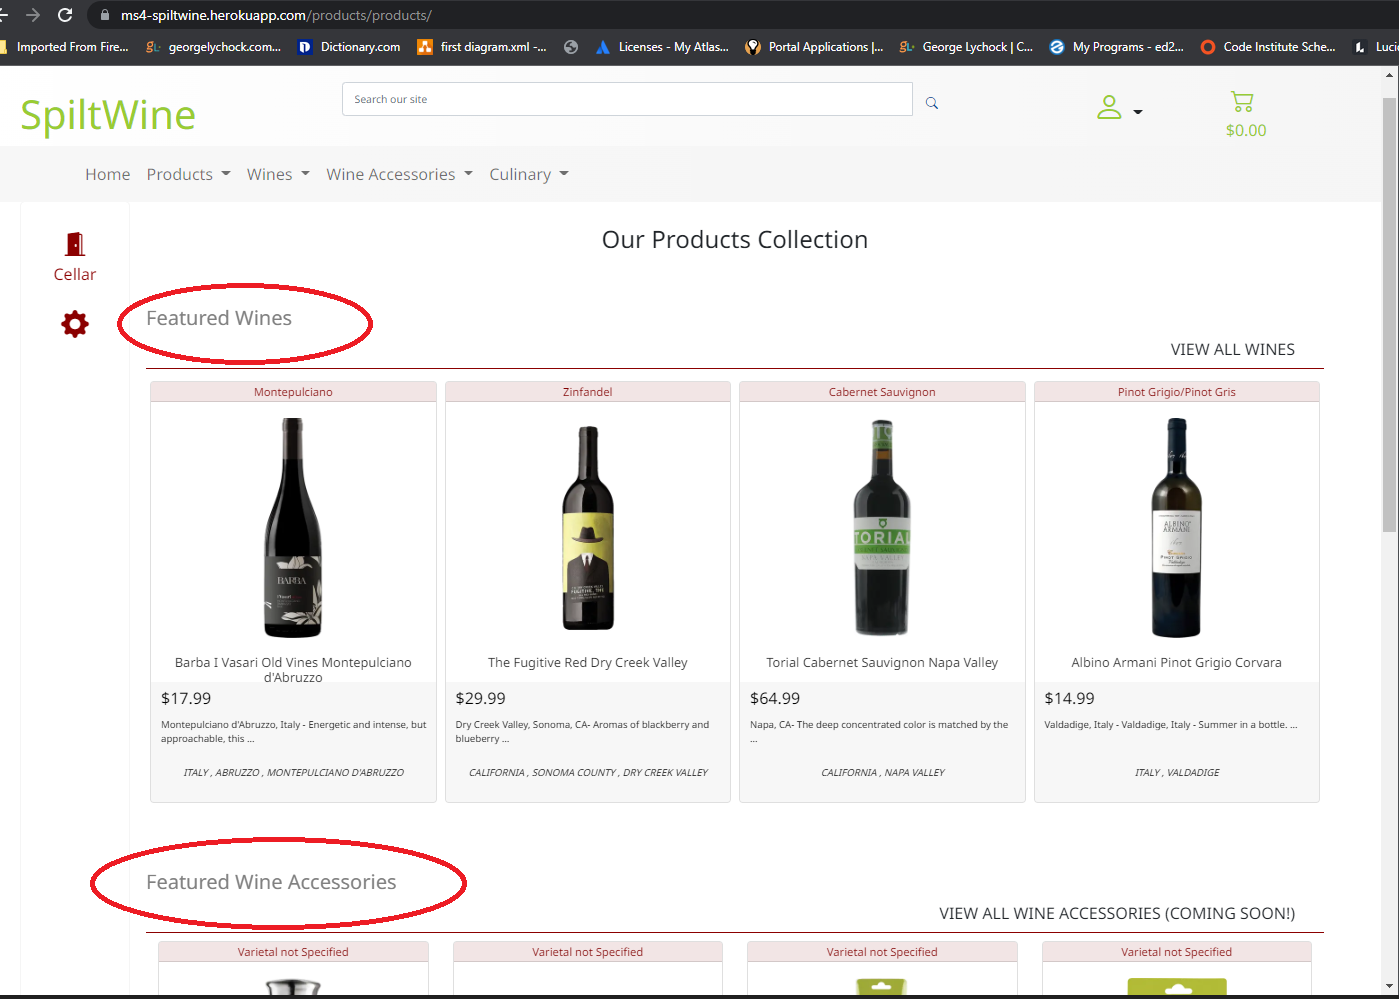 ms4-spiltwine.herokuapp.com/products/products/
Imported From Fire... georgelychock.com... Dictionary.com first diagram.xml -... Licenses - My Atlas... Portal Applications |... George Lychock | C... My Programs - ed2... Code Institute Sche... Luci
SpiltWine
Search our site
$0.00
Home Products Wines Wine Accessories Culinary
Our Products Collection
Cellar
Featured Wines
VIEW ALL WINES
Montepulciano
Zinfandel
Cabernet Sauvignon
Pinot Grigio/Pinot Gris
BARBA
TORIAL
NAPA VALLEY
ALBINO
ARMANI
PINOT GRIGIO
Barba I Vasari Old Vines Montepulciano
d'Abruzzo
$17.99
Montepulciano d'Abruzzo, Italy - Energetic and intense, but
approachable, this ...
ITALY , ABRUZZO , MONTEPULCIANO D'ABRUZZO
The Fugitive Red Dry Creek Valley
$29.99
Dry Creek Valley, Sonoma, CA- Aromas of blackberry and
blueberry ...
CALIFORNIA , SONOMA COUNTY , DRY CREEK VALLEY
Torial Cabernet Sauvignon Napa Valley
$64.99
Napa, CA- The deep concentrated color is matched by the
...
CALIFORNIA , NAPA VALLEY
Albino Armani Pinot Grigio Corvara
$14.99
Valdadige, Italy - Valdadige, Italy - Summer in a bottle. ...
ITALY , VALDADIGE
Featured Wine Accessories
VIEW ALL WINE ACCESSORIES (COMING SOON!)
Varietal not Specified
Varietal not Specified
Varietal not Specified
Varietal not Specified